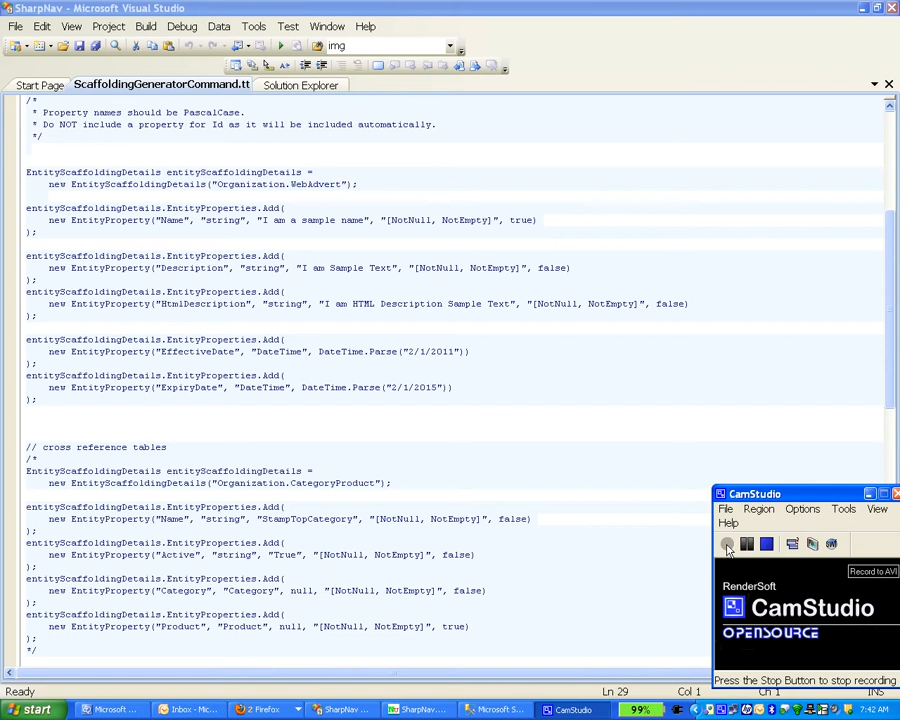 SharpNav - Microsoft Visual Studio
File Edit View Project Build Debug Data Tools Test Window Help
img
Start Page ScaffoldingGeneratorCommand.tt Solution Explorer
/*
* Property names should be PascalCase.
* Do NOT include a property for Id as it will be included automatically.
*/
EntityScaffoldingDetails entityScaffoldingDetails =
new EntityScaffoldingDetails("Organization.WebAdvert");
entityScaffoldingDetails.EntityProperties.Add(
new EntityProperty("Name", "string", "I am a sample name", "[NotNull, NotEmpty]", true)
);
entityScaffoldingDetails.EntityProperties.Add(
new EntityProperty("Description", "string", "I am Sample Text", "[NotNull, NotEmpty]", false)
);
entityScaffoldingDetails.EntityProperties.Add(
new EntityProperty("HtmlDescription", "string", "I am HTML Description Sample Text", "[NotNull, NotEmpty]", false)
);
entityScaffoldingDetails.EntityProperties.Add(
new EntityProperty("EffectiveDate", "DateTime", DateTime.Parse("2/1/2011"))
);
entityScaffoldingDetails.EntityProperties.Add(
new EntityProperty("ExpiryDate", "DateTime", DateTime.Parse("2/1/2015"))
);
// cross reference tables
/*
EntityScaffoldingDetails entityScaffoldingDetails =
new EntityScaffoldingDetails("Organization.CategoryProduct");
entityScaffoldingDetails.EntityProperties.Add(
new EntityProperty("Name", "string", "StampTopCategory", "[NotNull, NotEmpty]", false)
);
entityScaffoldingDetails.EntityProperties.Add(
new EntityProperty("Active", "string", "True", "[NotNull, NotEmpty]", false)
);
entityScaffoldingDetails.EntityProperties.Add(
new EntityProperty("Category", "Category", null, "[NotNull, NotEmpty]", false)
);
entityScaffoldingDetails.EntityProperties.Add(
new EntityProperty("Product", "Product", null, "[NotNull, NotEmpty]", true)
);
*/
CamStudio
File Region Options Tools View
Help
Record to AVI
RenderSoft
CamStudio
OPENSOURCE
Press the Stop Button to stop recording
Ready Ln 29 Col 1 Ch 1 INS
start Microsoft ... Inbox - Mic... 2 Firefox SharpNav ... SharpNav.... Microsoft S... CamStudio 99% 7:42 AM